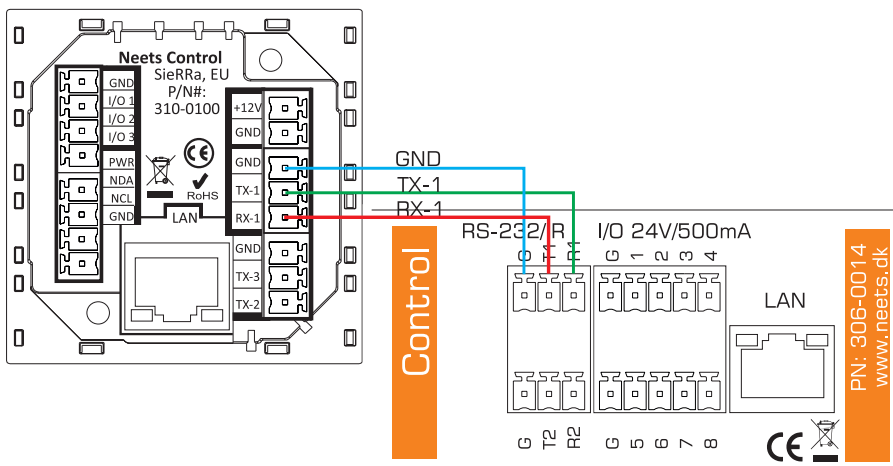 Neets Control
SieRRa, EU
P/N#:
310-0100
GND
I/O 1
I/O 2
I/O 3
PWR
NDA
NCL
GND
RoHS
LAN
+12V
GND
GND
TX-1
RX-1
GND
TX-3
TX-2
GND
TX-1
RX-1
Control
RS-232/IR
I/O 24V/500mA
G T1 R1
G 1 2 3 4
G T2 R2
G 5 6 7 8
LAN
CE
PN: 306-0014
www.neets.dk